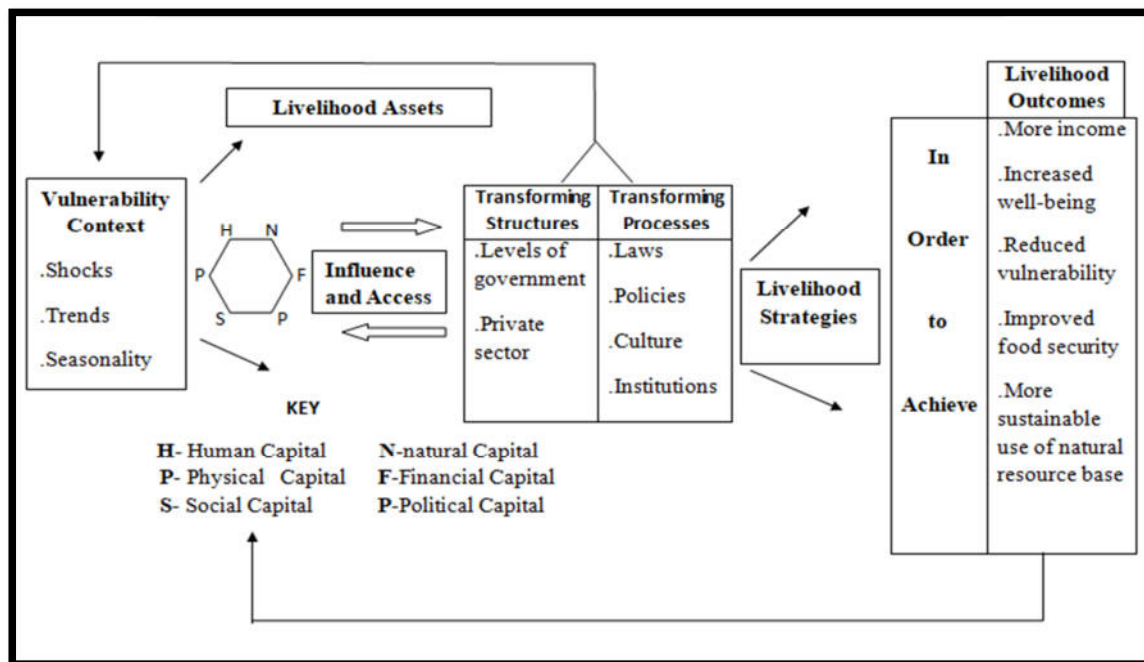 Livelihood Assets
Vulnerability
Context
.Shocks
.Trends
.Seasonality
H
N
P
F
S
P
Influence
and Access
Transforming
Structures
.Levels of
government
.Private
sector
Transforming
Processes
.Laws
.Policies
.Culture
.Institutions
Livelihood
Strategies
In
Order
to
Achieve
Livelihood
Outcomes
.More income
.Increased
well-being
.Reduced
vulnerability
.Improved
food security
.More
sustainable
use of natural
resource base
KEY
H- Human Capital
N-natural Capital
P- Physical Capital
F-Financial Capital
S- Social Capital
P-Political Capital